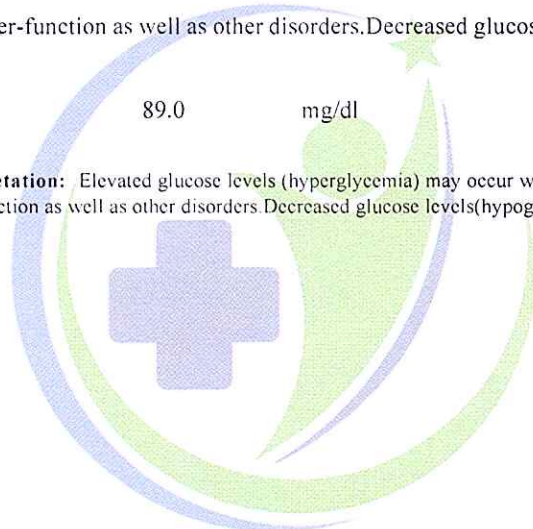 er-function as well as other disorders.Decreased glucos
89.0 mg/dl
etation: Elevated glucose levels (hyperglycemia) may occur w
ction as well as other disorders.Decreased glucose levels(hypog